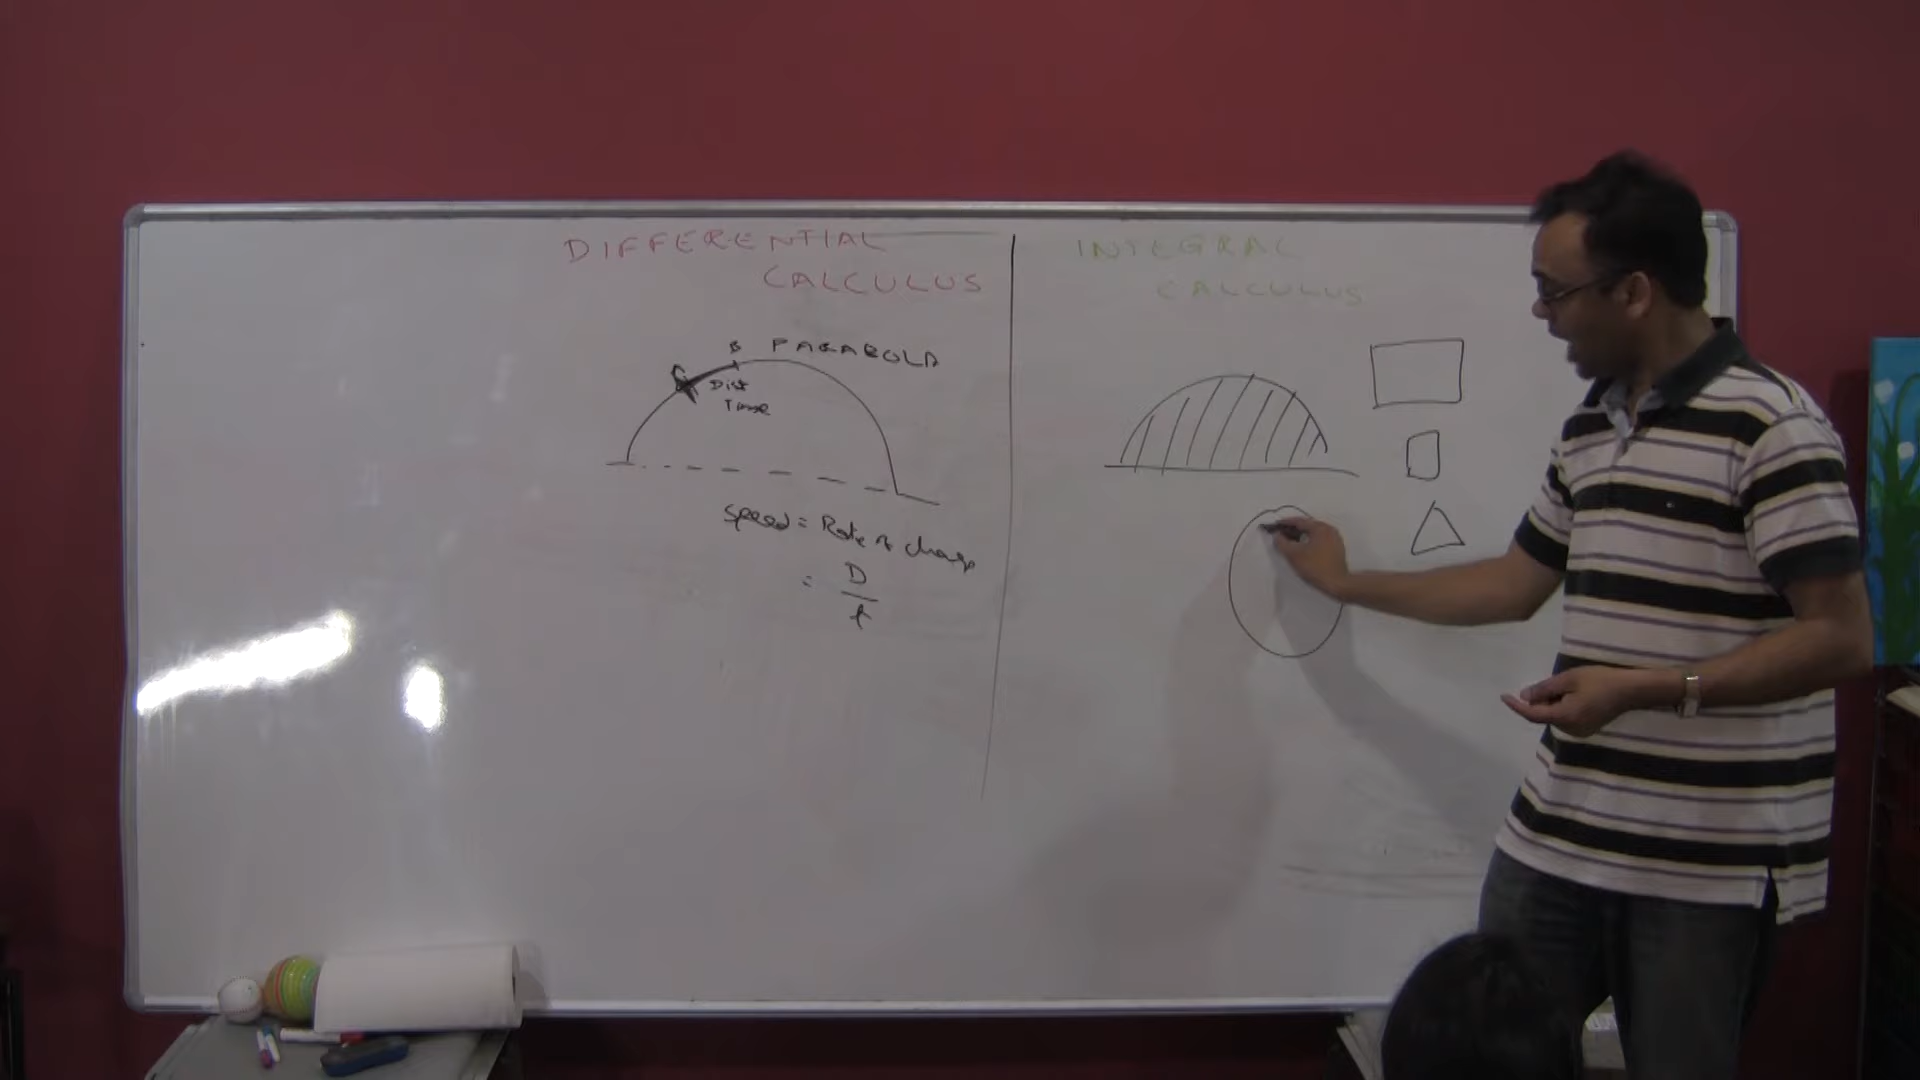 DIFFERENTIAL
CALCULUS
B PARABOLA
Dist
Time
Speed = Rate of change
= D
t
INTEGRAL
CALCULUS